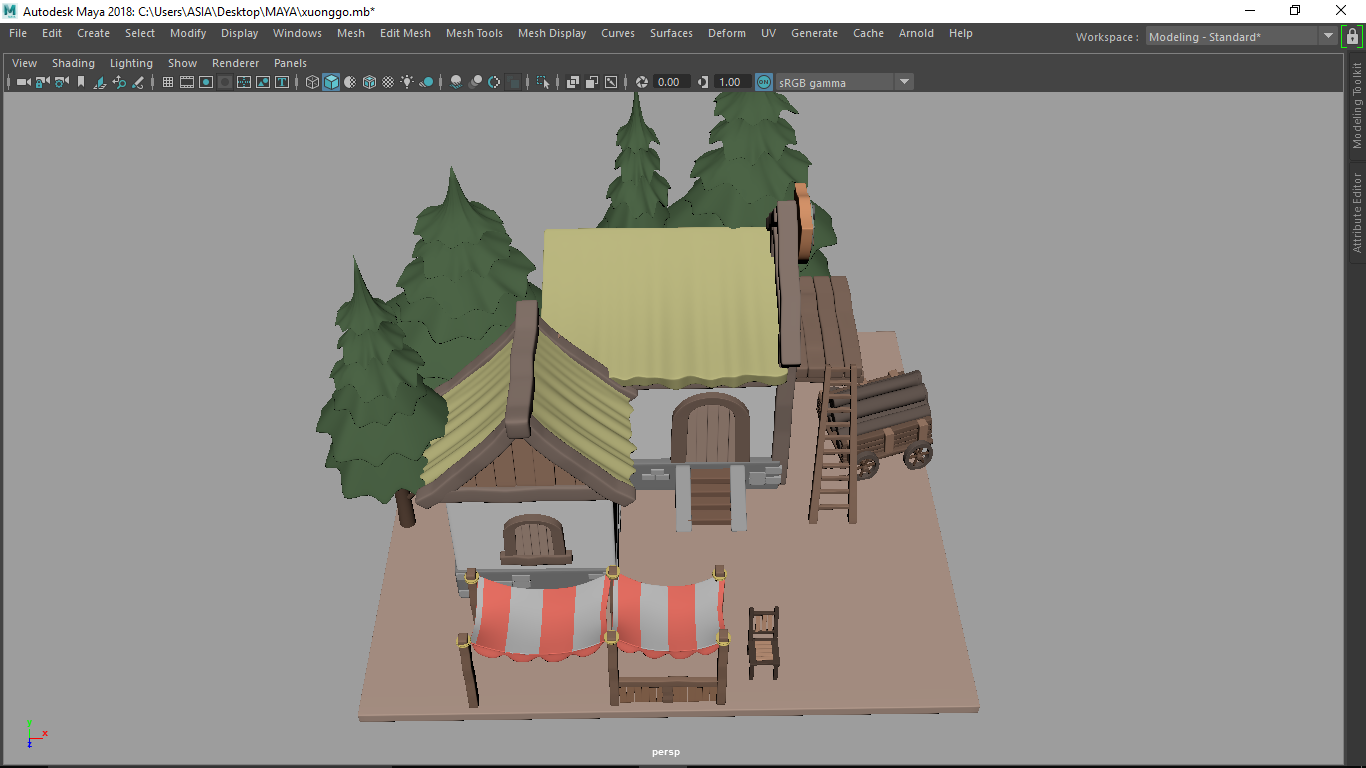 Autodesk Maya 2018: C:\Users\ASIA\Desktop\MAYA\xuonggo.mb*
File Edit Create Select Modify Display Windows Mesh Edit Mesh Mesh Tools Mesh Display Curves Surfaces Deform UV Generate Cache Arnold Help Workspace : Modeling - Standard*
View Shading Lighting Show Renderer Panels
0.00 1.00 ON sRGB gamma
Modeling Toolkit
Attribute Editor
y
x
z
persp